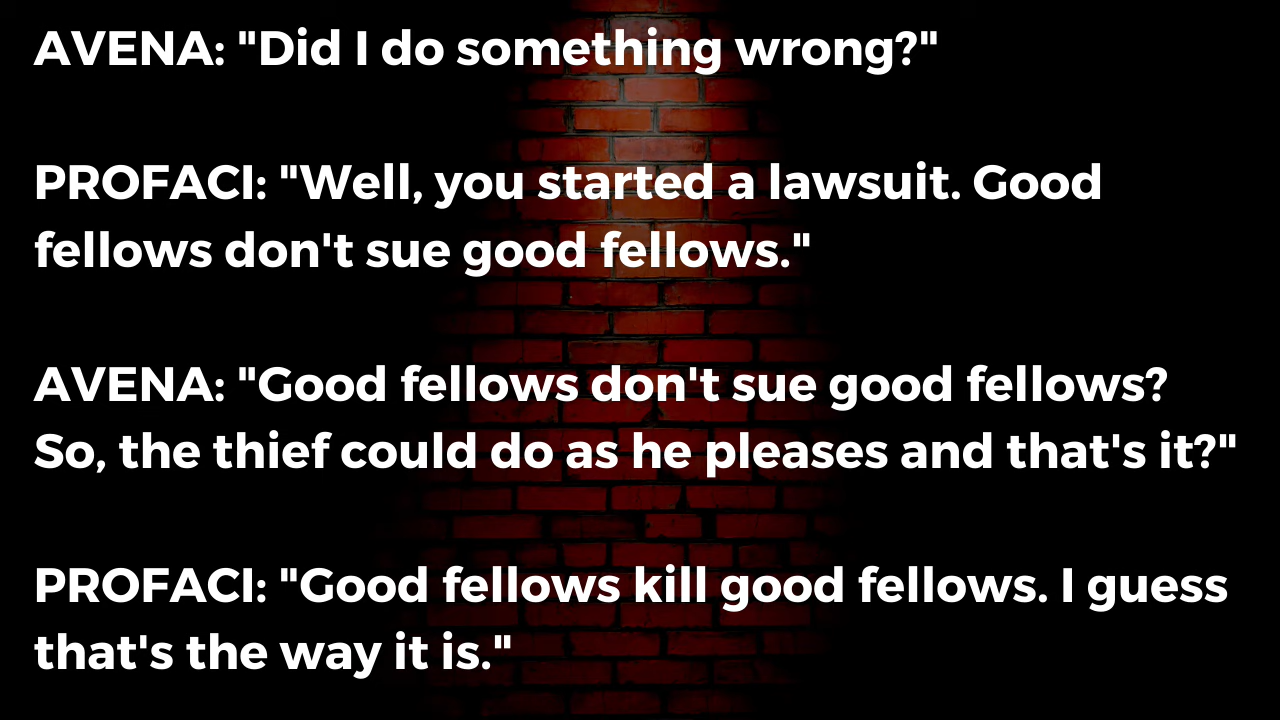 AVENA: "Did I do something wrong?"
PROFACI: "Well, you started a lawsuit. Good
fellows don't sue good fellows."
AVENA: "Good fellows don't sue good fellows?
So, the thief could do as he pleases and that's it?"
PROFACI: "Good fellows kill good fellows. I guess
that's the way it is."